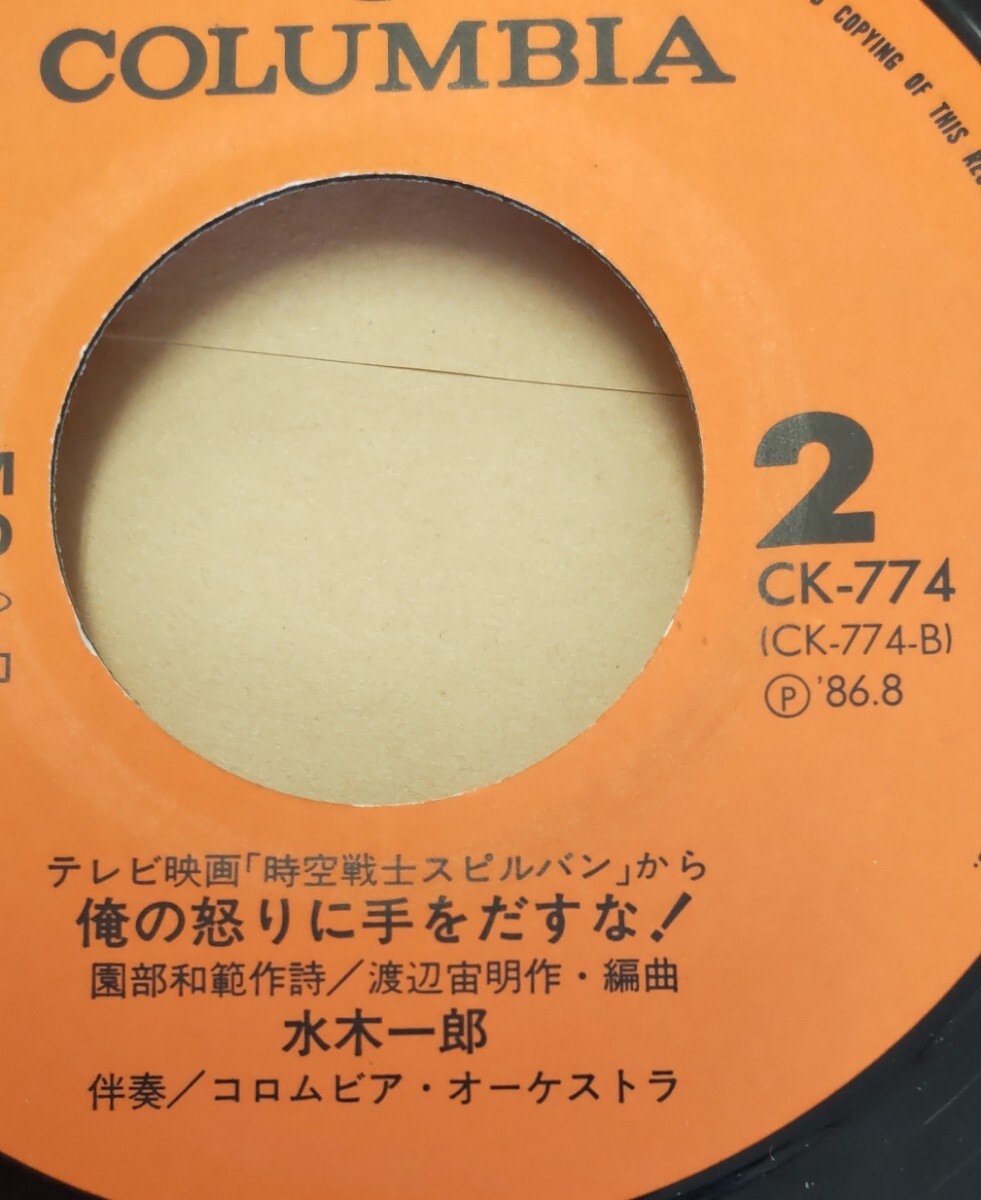 COLUMBIA
COPYING OF THIS
2
CK-774
(CK-774-B)
Ⓟ'86.8
テレビ映画「時空戦士スピルバン」から
俺の怒りに手をだすな!
園部和範作詩/渡辺宙明作・編曲
水木一郎
伴奏/コロムビア・オーケストラ